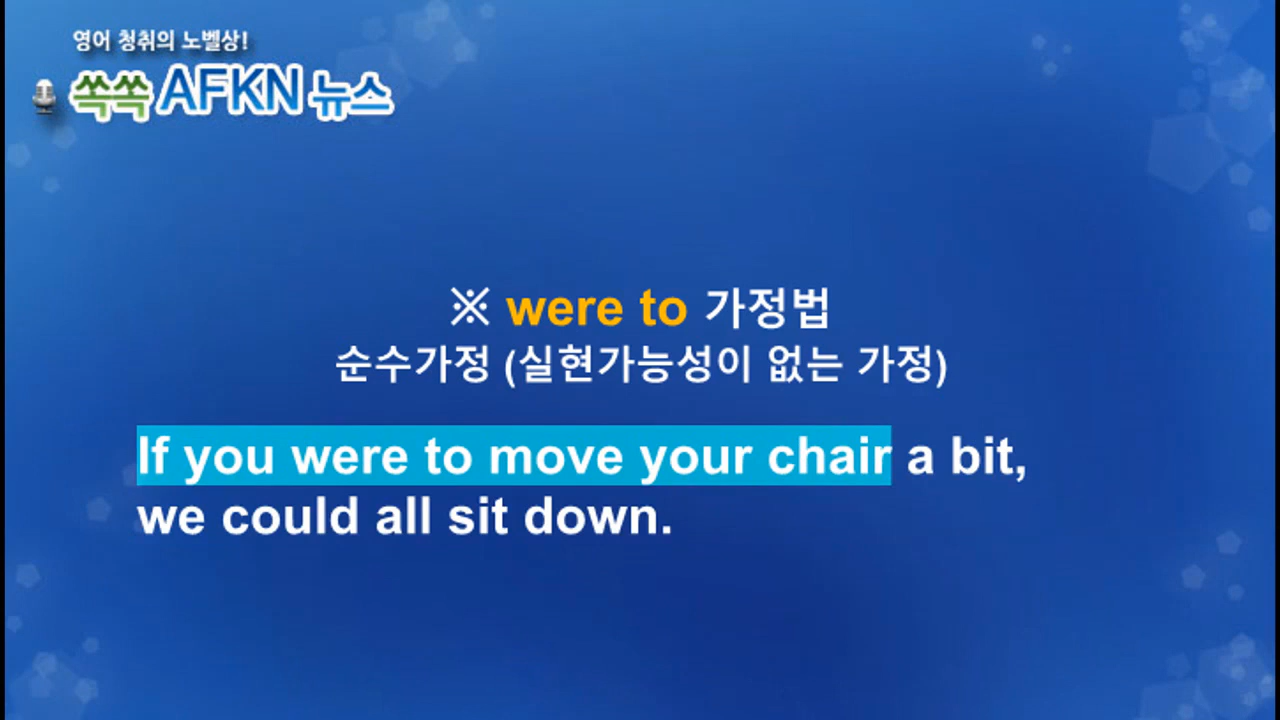 영어 청취의 노벨상!
쏙쏙 AFKN 뉴스
※ were to 가정법
순수가정 (실현가능성이 없는 가정)
If you were to move your chair a bit,
we could all sit down.